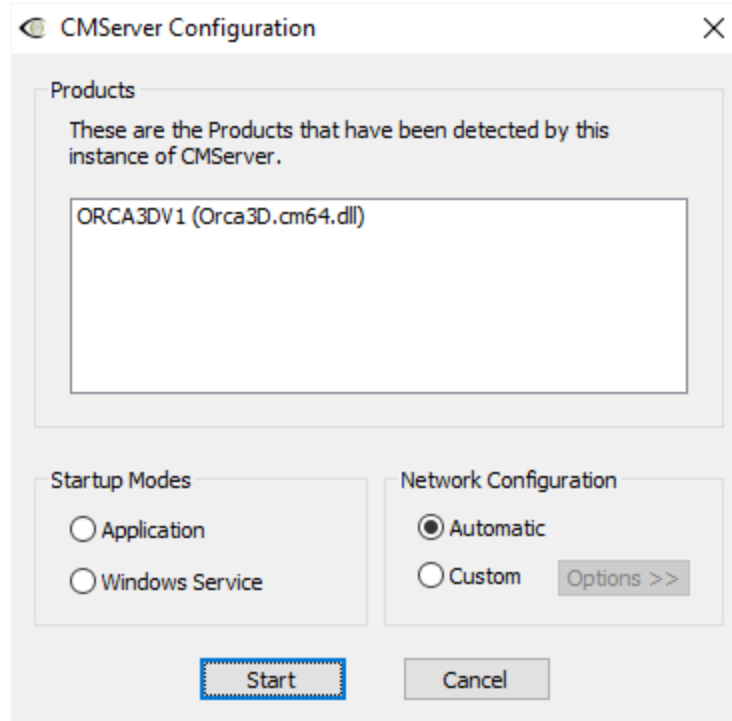 CMServer Configuration
Products
These are the Products that have been detected by this
instance of CMServer.
ORCA3DV1 (Orca3D.cm64.dll)
Startup Modes
Application
Windows Service
Network Configuration
Automatic
Custom
Options >>
Start
Cancel